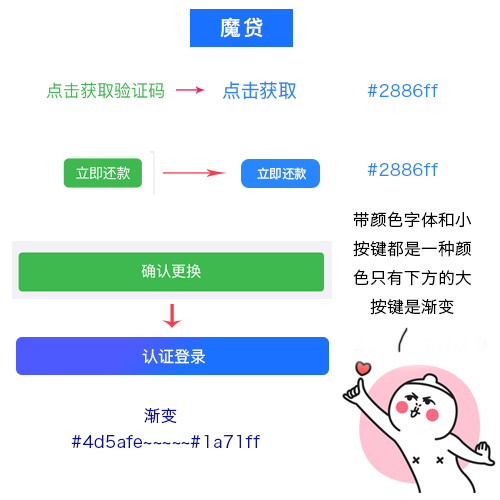 魔贷
点击获取验证码 点击获取 #2886ff
立即还款 立即还款 #2886ff
带颜色字体和小
按键都是一种颜
色只有下方的大
按键是渐变
确认更换
认证登录
渐变
#4d5afe~~~~~#1a71ff